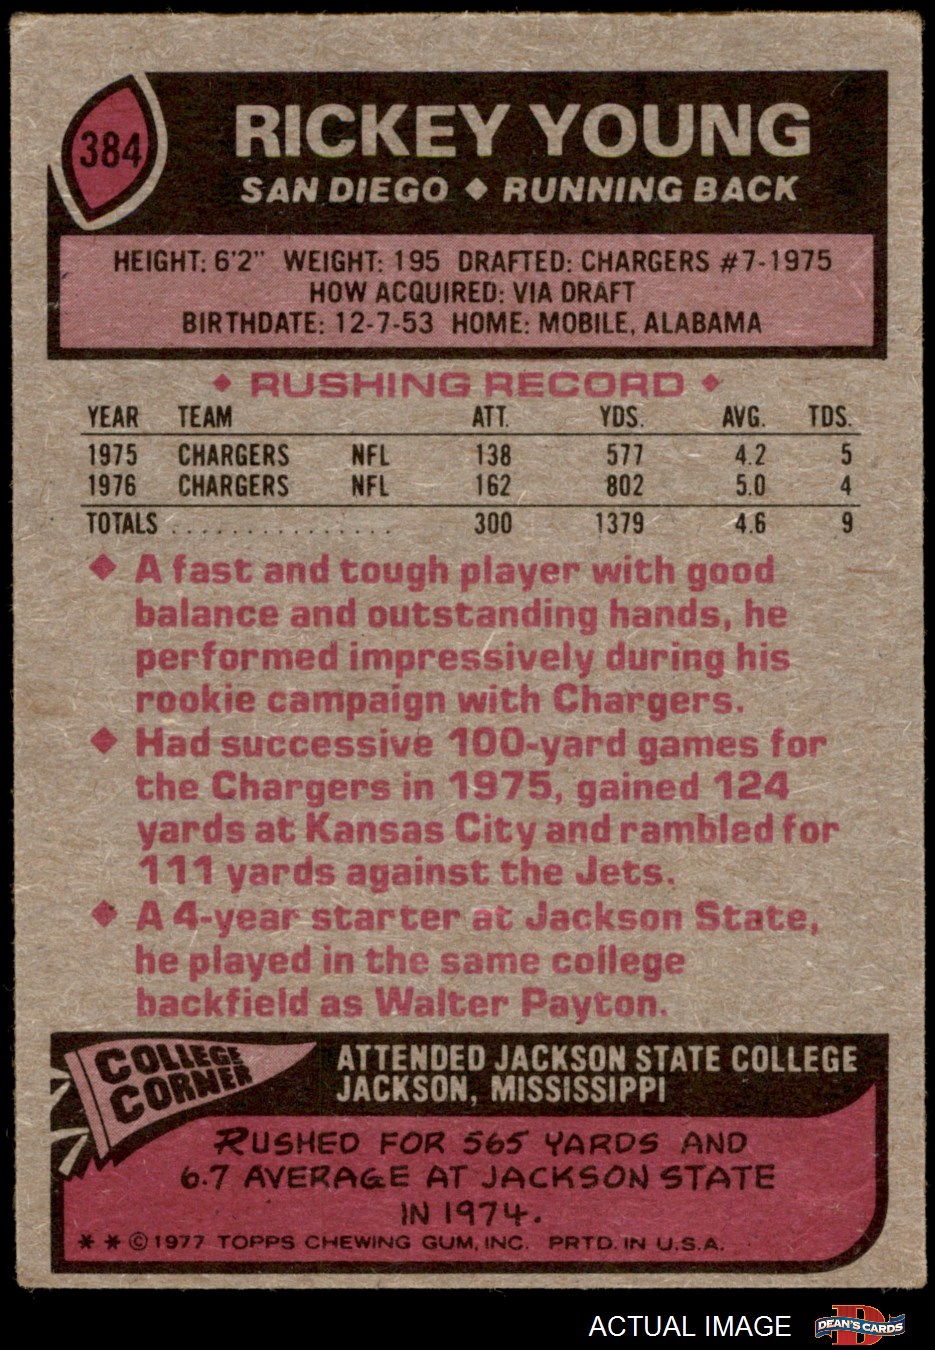 384
RICKEY YOUNG
SAN DIEGO ♦ RUNNING BACK
HEIGHT: 6'2" WEIGHT: 195 DRAFTED: CHARGERS #7-1975
HOW ACQUIRED: VIA DRAFT
BIRTHDATE: 12-7-53 HOME: MOBILE, ALABAMA
♦ RUSHING RECORD ♦
YEAR TEAM ATT. YDS. AVG. TDS.
1975 CHARGERS NFL 138 577 4.2 5
1976 CHARGERS NFL 162 802 5.0 4
TOTALS . . . . . . . . . . . . . . . 300 1379 4.6 9
♦ A fast and tough player with good
balance and outstanding hands, he
performed impressively during his
rookie campaign with Chargers.
♦ Had successive 100-yard games for
the Chargers in 1975, gained 124
yards at Kansas City and rambled for
111 yards against the Jets.
♦ A 4-year starter at Jackson State,
he played in the same college
backfield as Walter Payton.
COLLEGE
CORNER
ATTENDED JACKSON STATE COLLEGE
JACKSON, MISSISSIPPI
RUSHED FOR 565 YARDS AND
6.7 AVERAGE AT JACKSON STATE
IN 1974.
* * © 1977 TOPPS CHEWING GUM, INC. PRTD. IN U.S.A.
ACTUAL IMAGE
D
DEAN'S CARDS